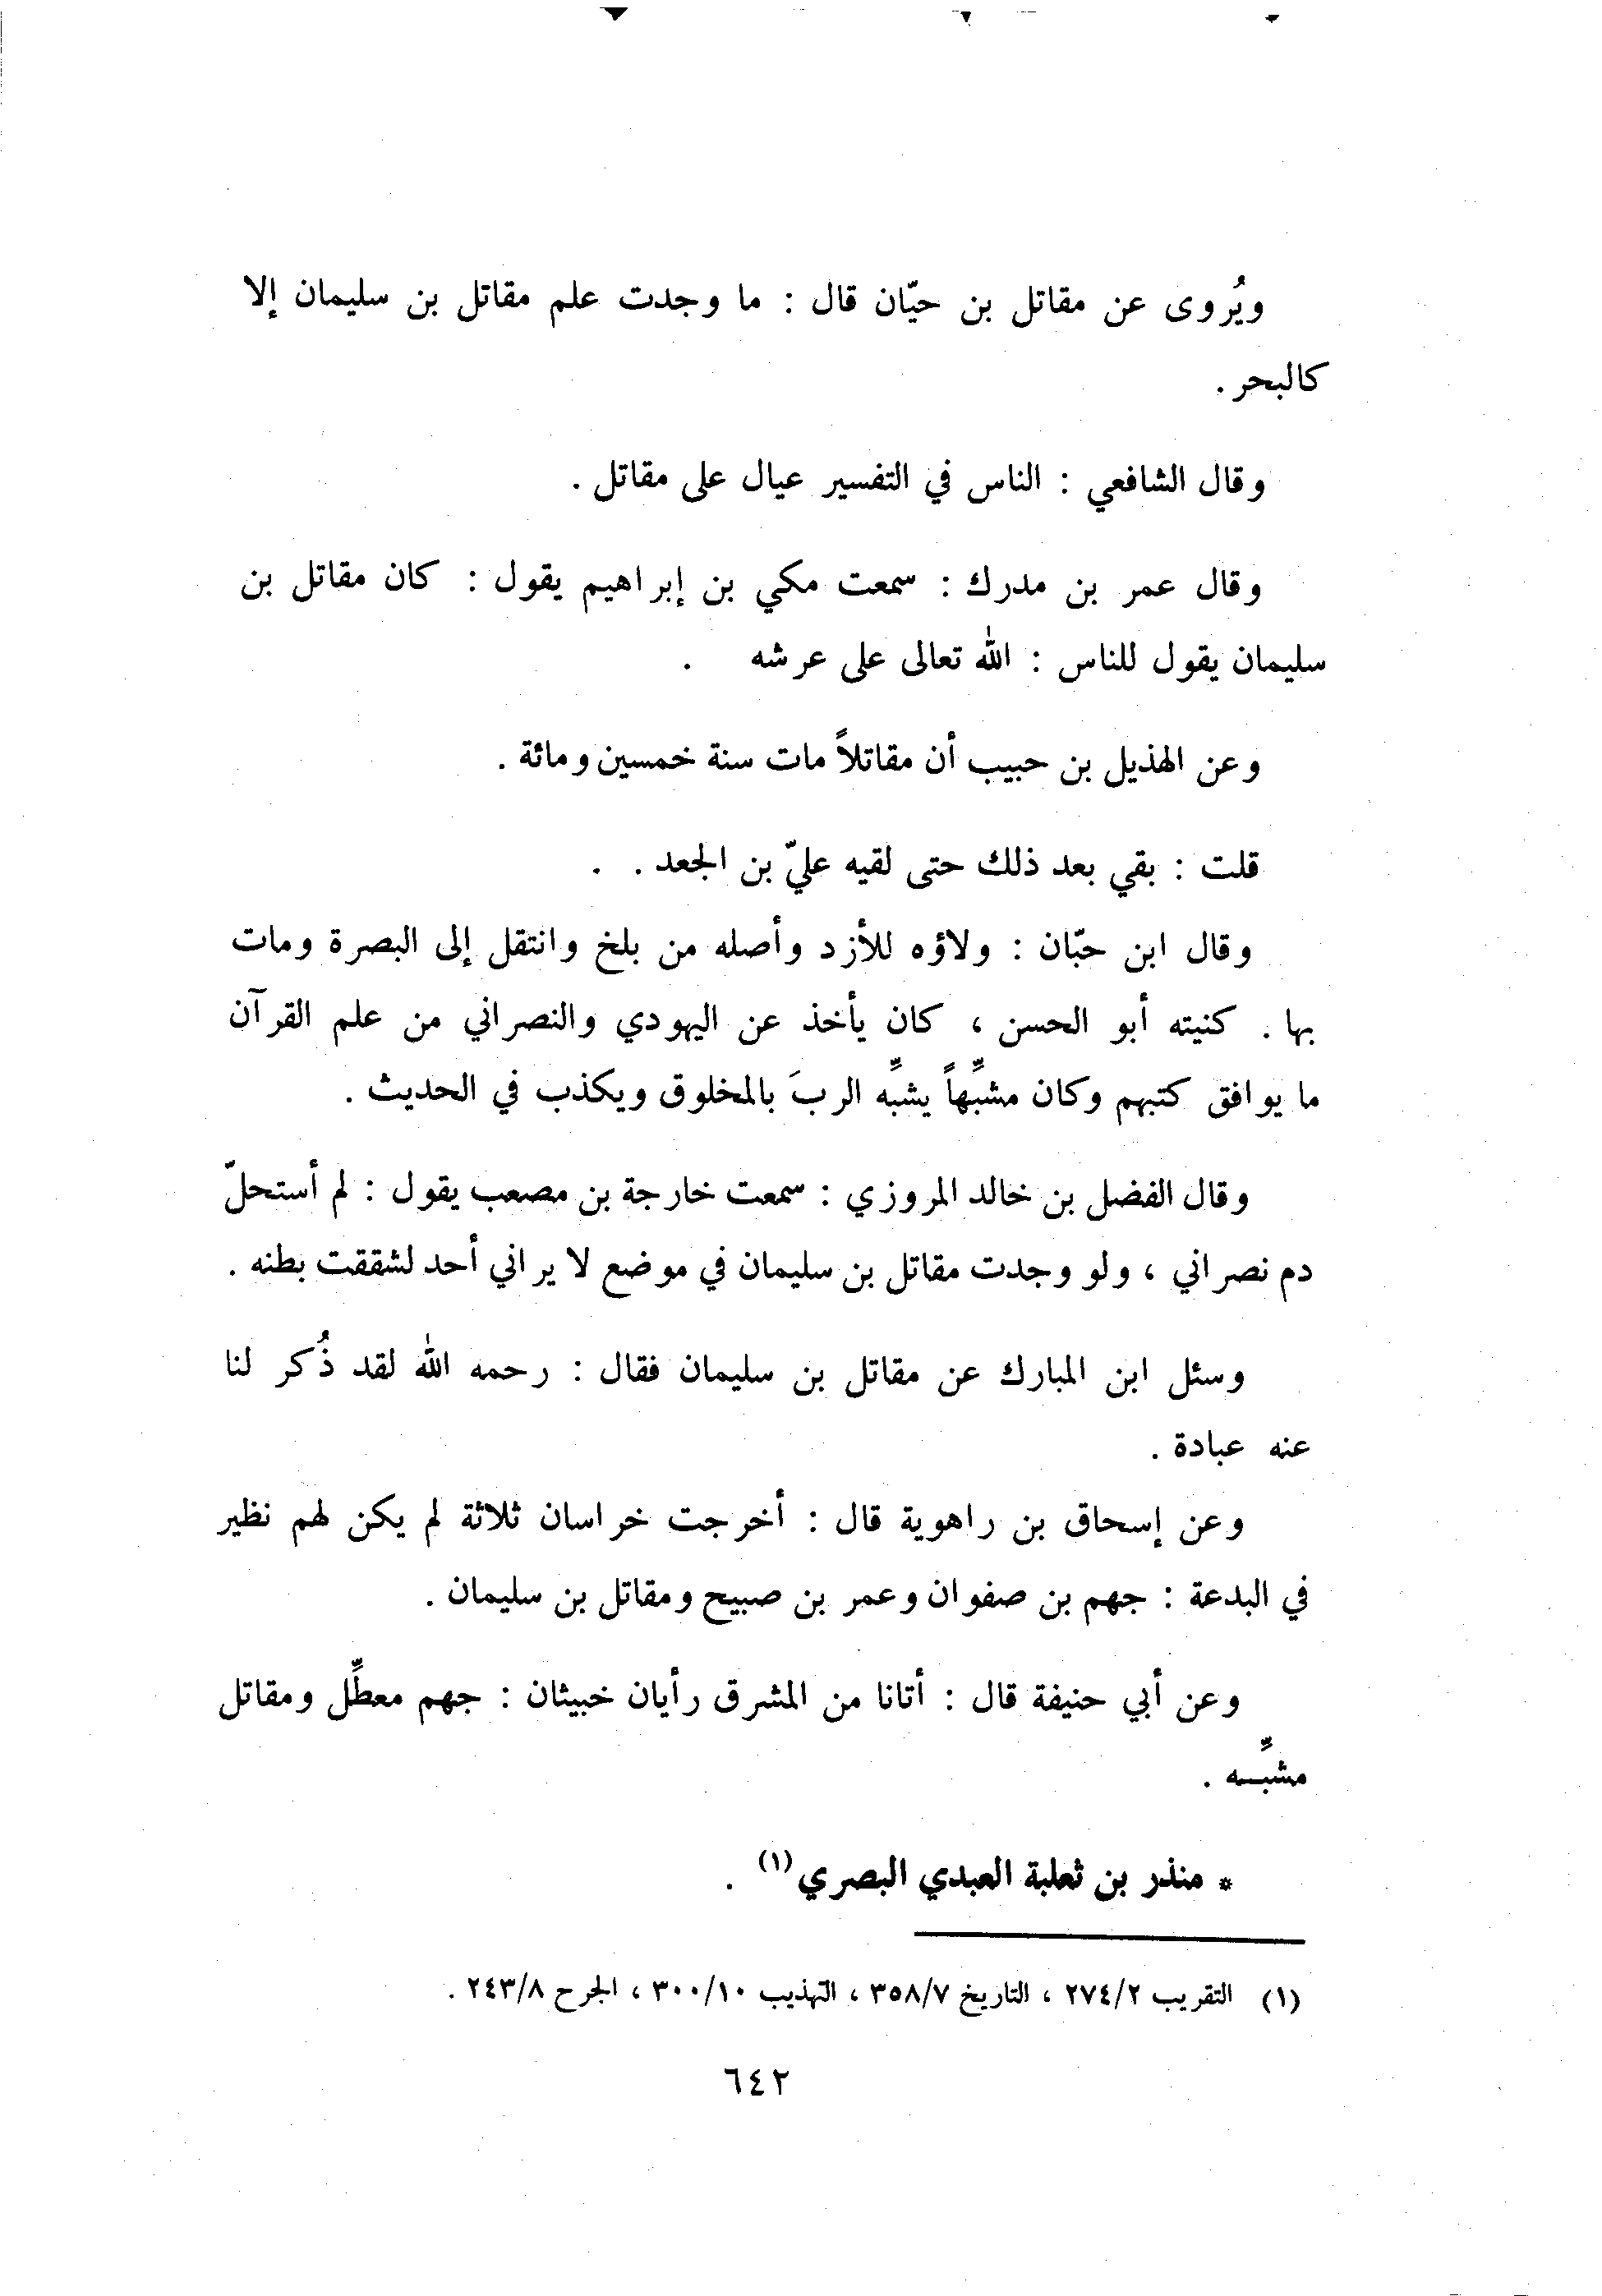 ويُروى عن مقاتل بن حيّان قال : ما وجدت علم مقاتل بن سليمان إلا
كالبحر .
وقال الشافعي : الناس في التفسير عيال على مقاتل .
وقال عمر بن مدرك : سمعت مكي بن إبراهيم يقول : كان مقاتل بن
سليمان يقول للناس : الله تعالى على عرشه .
وعن الهذيل بن حبيب أن مقاتلاً مات سنة خمسين ومائة .
قلت : بقي بعد ذلك حتى لقيه عليّ بن الجعد . .
وقال ابن حبّان : ولاؤه للأزد وأصله من بلخ وانتقل إلى البصرة ومات
بها . كنيته أبو الحسن ، كان يأخذ عن اليهودي والنصراني من علم القرآن
ما يوافق كتبهم وكان مشبِّهاً يشبِّه الربَ بالمخلوق ويكذب في الحديث .
وقال الفضل بن خالد المروزي : سمعت خارجة بن مصعب يقول : لم أستحلّ
دم نصراني ، ولو وجدت مقاتل بن سليمان في موضع لا يراني أحد لشققت بطنه .
وسئل ابن المبارك عن مقاتل بن سليمان فقال : رحمه الله لقد ذُكر لنا
عنه عبادة .
وعن إسحاق بن راهوية قال : أخرجت خراسان ثلاثة لم يكن لهم نظير
في البدعة : جهم بن صفوان وعمر بن صبيح ومقاتل بن سليمان .
وعن أبي حنيفة قال : أتانا من المشرق رأيان خبيثان : جهم معطِّل ومقاتل
مشبِّه .
* منذر بن ثعلبة العبدي البصري (١) .
(١) التقريب ٢٧٤/٢ ، التاريخ ٣٥٨/٧ ، التهذيب ٣٠٠/١٠ ، الجرح ٢٤٣/٨ .
٦٤٢